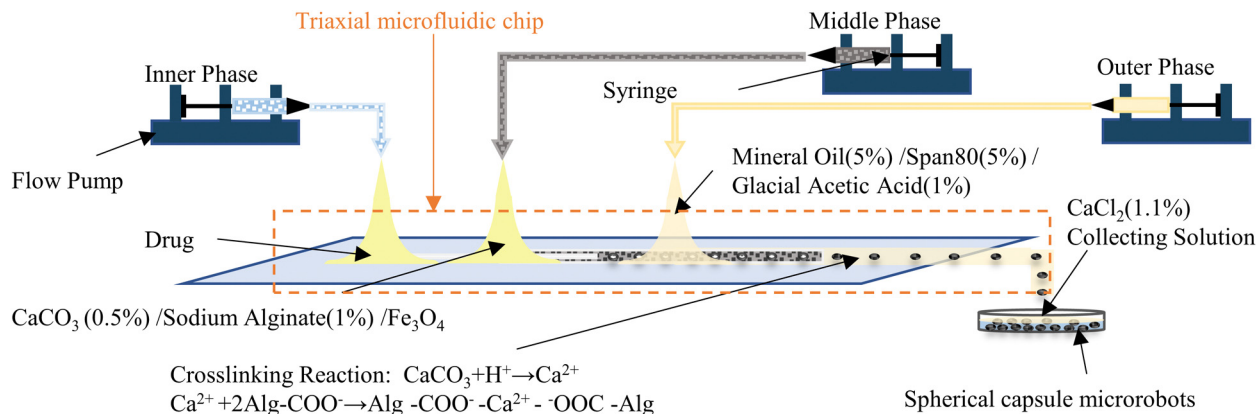 Triaxial microfluidic chip
Middle Phase
Inner Phase
Syringe
Outer Phase
Flow Pump
Mineral Oil(5%) /Span80(5%) /
Glacial Acetic Acid(1%)
CaCl₂(1.1%)
Collecting Solution
Drug
CaCO₃ (0.5%) /Sodium Alginate(1%) /Fe₃O₄
Crosslinking Reaction: CaCO₃+H⁺→Ca²⁺
Ca²⁺ +2Alg-COO⁻→Alg -COO⁻ -Ca²⁺ - ⁻OOC -Alg
Spherical capsule microrobots